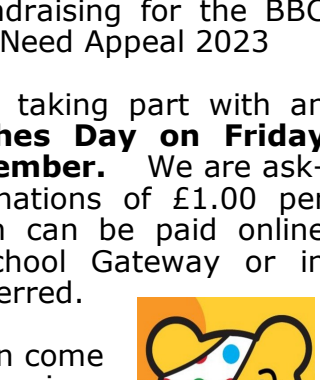 ndraising for the BBC
Need Appeal 2023
taking part with an
hes Day on Friday
ember. We are ask-
nations of £1.00 per
n can be paid online
chool Gateway or in
erred.
n come